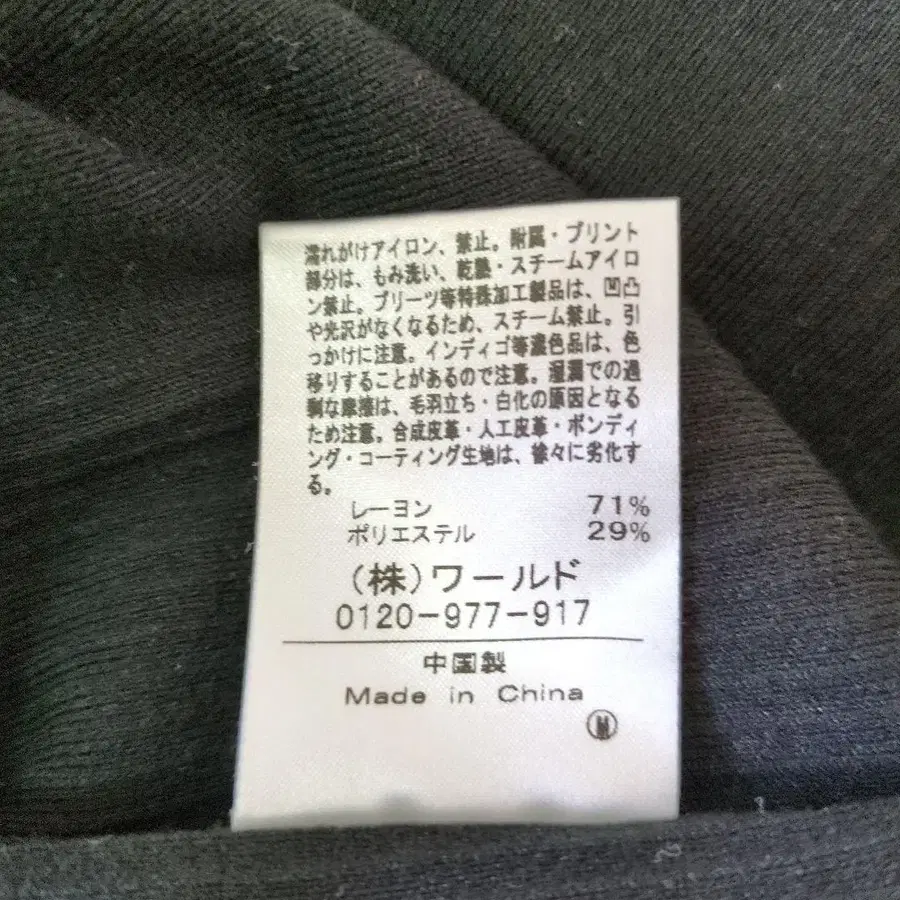 濡れがけアイロン、禁止。附属・プリント
部分は、もみ洗い、乾熱・スチームアイロ
ン禁止。プリーツ等特殊加工製品は、凹凸
や光沢がなくなるため、スチーム禁止。引
っかけに注意。インディゴ等濃色品は、色
移りすることがあるので注意。湿潤での過
剰な摩擦は、毛羽立ち・白化の原因となる
ため注意。合成皮革・人工皮革・ボンディ
ング・コーティング生地は、徐々に劣化す
る。
レーヨン 71%
ポリエステル 29%
(株)ワールド
0120-977-917
中国製
Made in China
Ⓜ